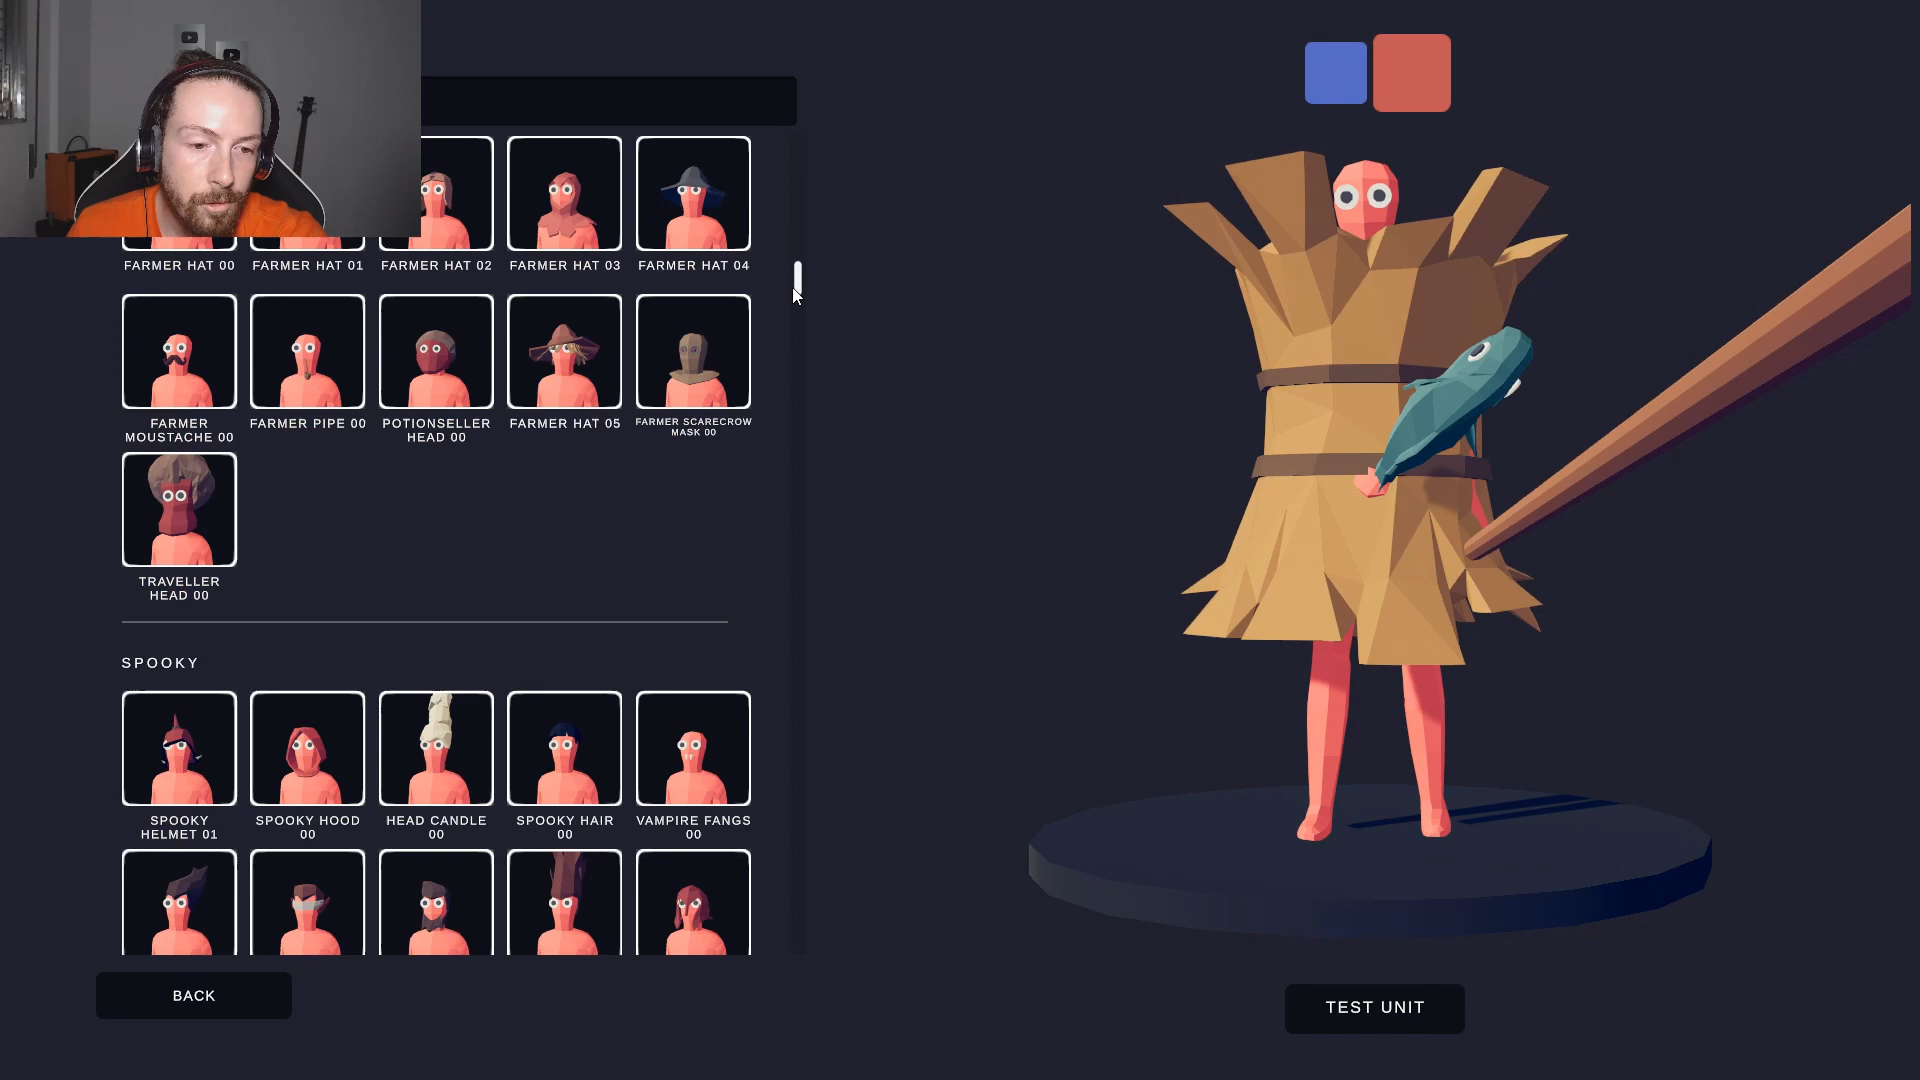 FARMER HAT 00
FARMER HAT 01
FARMER HAT 02
FARMER HAT 03
FARMER HAT 04
FARMER
MOUSTACHE 00
FARMER PIPE 00
POTIONSELLER
HEAD 00
FARMER HAT 05
FARMER SCARECROW
MASK 00
TRAVELLER
HEAD 00
SPOOKY
SPOOKY
HELMET 01
SPOOKY HOOD
00
HEAD CANDLE
00
SPOOKY HAIR
00
VAMPIRE FANGS
00
BACK
TEST UNIT